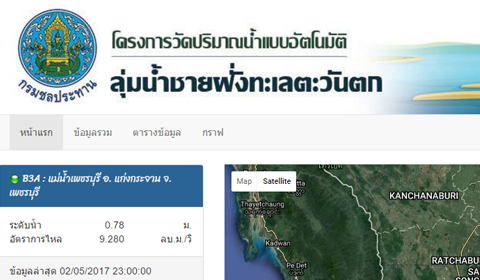 โครงการวัดปริมาณน้ำแบบอัตโนมัติ
ลุ่มน้ำชายฝั่งทะเลตะวันตก
กรมชลประทาน
หน้าแรก ข้อมูลรวม ตารางข้อมูล กราฟ
B3A : แม่น้ำเพชรบุรี อ. แก่งกระจาน จ.
เพชรบุรี
ระดับน้ำ 0.78 ม.
อัตราการไหล 9.280 ลบ.ม./วิ
ข้อมูลล่าสุด 02/05/2017 23:00:00
Map Satellite
KANCHANABURI
Thayetchaung
Kadwan
Pe Det
RATCHABU